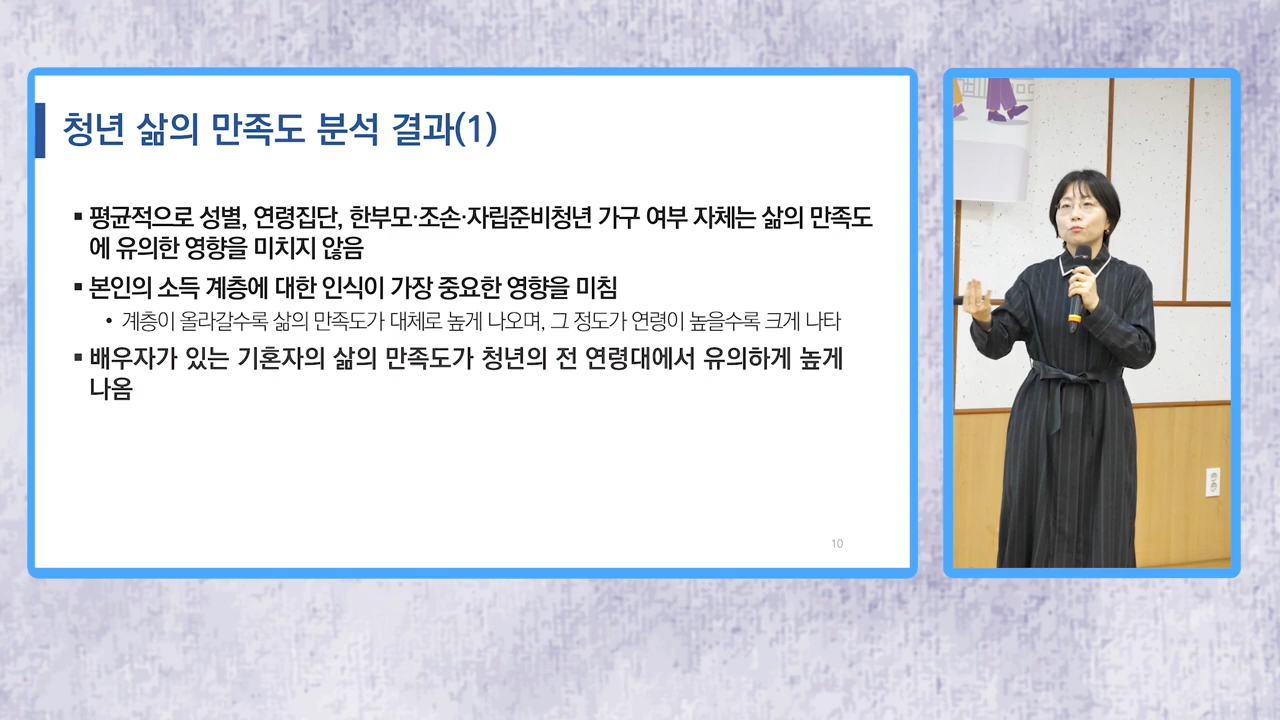 청년 삶의 만족도 분석 결과(1)
▪ 평균적으로 성별, 연령집단, 한부모·조손·자립준비청년 가구 여부 자체는 삶의 만족도
에 유의한 영향을 미치지 않음
▪ 본인의 소득 계층에 대한 인식이 가장 중요한 영향을 미침
• 계층이 올라갈수록 삶의 만족도가 대체로 높게 나오며, 그 정도가 연령이 높을수록 크게 나타
▪ 배우자가 있는 기혼자의 삶의 만족도가 청년의 전 연령대에서 유의하게 높게
나옴
10